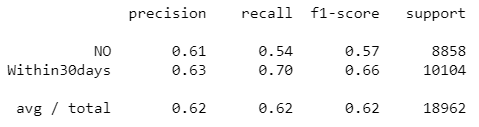 precision recall f1-score support
NO 0.61 0.54 0.57 8858
Within30days 0.63 0.70 0.66 10104
avg / total 0.62 0.62 0.62 18962